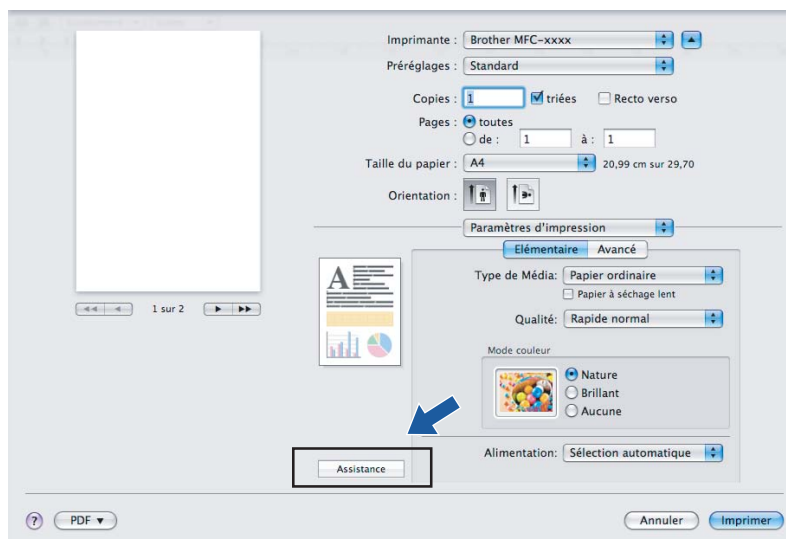 Imprimante : Brother MFC-xxxx
Préréglages : Standard
Copies : 1 triées Recto verso
Pages : toutes
de : 1 à : 1
Taille du papier : A4 20,99 cm sur 29,70
Orientation :
Paramètres d'impression
Elémentaire Avancé
Type de Média: Papier ordinaire
Papier à séchage lent
1 sur 2
Qualité: Rapide normal
Mode couleur
Nature
Brillant
Aucune
Alimentation: Sélection automatique
Assistance
? PDF ▼ Annuler Imprimer